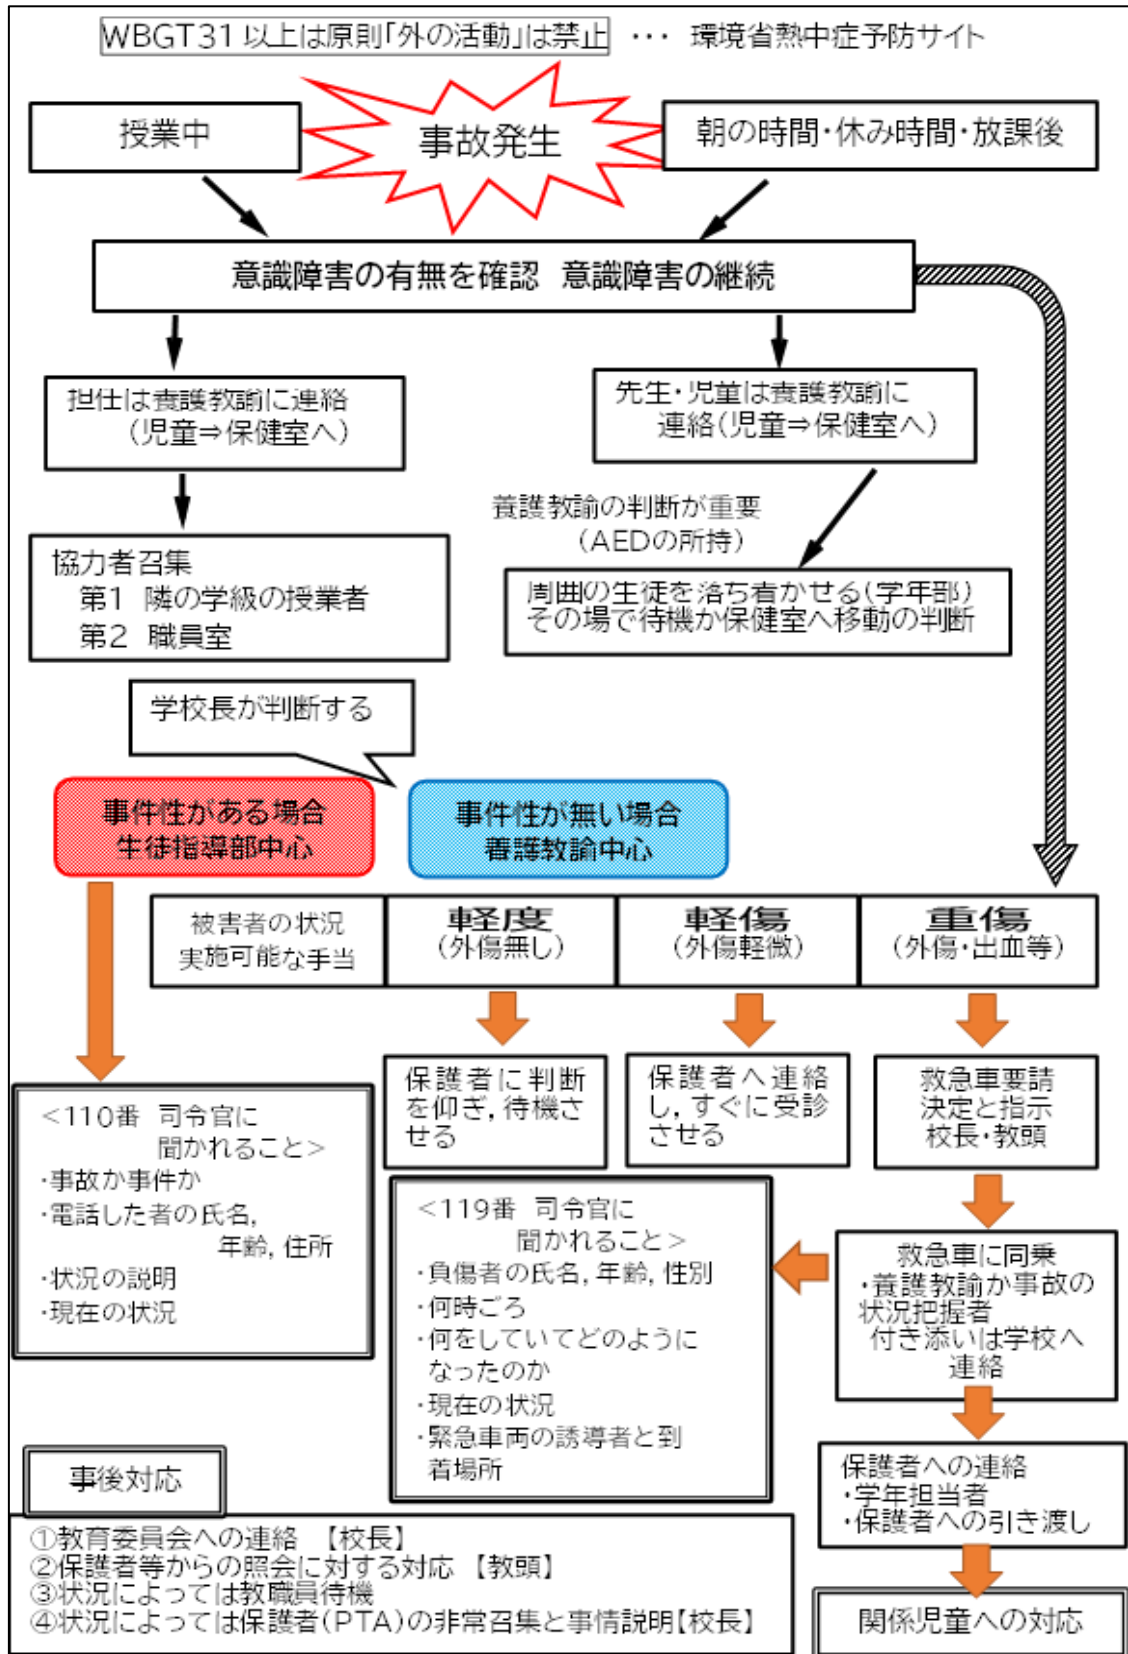 WBGT31以上は原則「外の活動」は禁止 ・・・ 環境省熱中症予防サイト
授業中
事故発生
朝の時間・休み時間・放課後
意識障害の有無を確認 意識障害の継続
担任は養護教諭に連絡
(児童⇒保健室へ)
先生・児童は養護教諭に
連絡(児童⇒保健室へ)
養護教諭の判断が重要
(AEDの所持)
協力者召集
第1 隣の学級の授業者
第2 職員室
周囲の生徒を落ち着かせる(学年部)
その場で待機か保健室へ移動の判断
学校長が判断する
事件性がある場合
生徒指導部中心
事件性が無い場合
養護教諭中心
被害者の状況
実施可能な手当
軽度
(外傷無し)
軽傷
(外傷軽微)
重傷
(外傷・出血等)
保護者に判断
を仰ぎ,待機さ
せる
保護者へ連絡
し,すぐに受診
させる
救急車要請
決定と指示
校長・教頭
<110番 司令官に
聞かれること>
・事故か事件か
・電話した者の氏名,
年齢,住所
・状況の説明
・現在の状況
<119番 司令官に
聞かれること>
・負傷者の氏名,年齢,性別
・何時ごろ
・何をしていてどのように
なったのか
・現在の状況
・緊急車両の誘導者と到
着場所
救急車に同乗
・養護教諭か事故の
状況把握者
付き添いは学校へ
連絡
保護者への連絡
・学年担当者
・保護者への引き渡し
関係児童への対応
事後対応
①教育委員会への連絡 【校長】
②保護者等からの照会に対する対応 【教頭】
③状況によっては教職員待機
④状況によっては保護者(PTA)の非常召集と事情説明【校長】